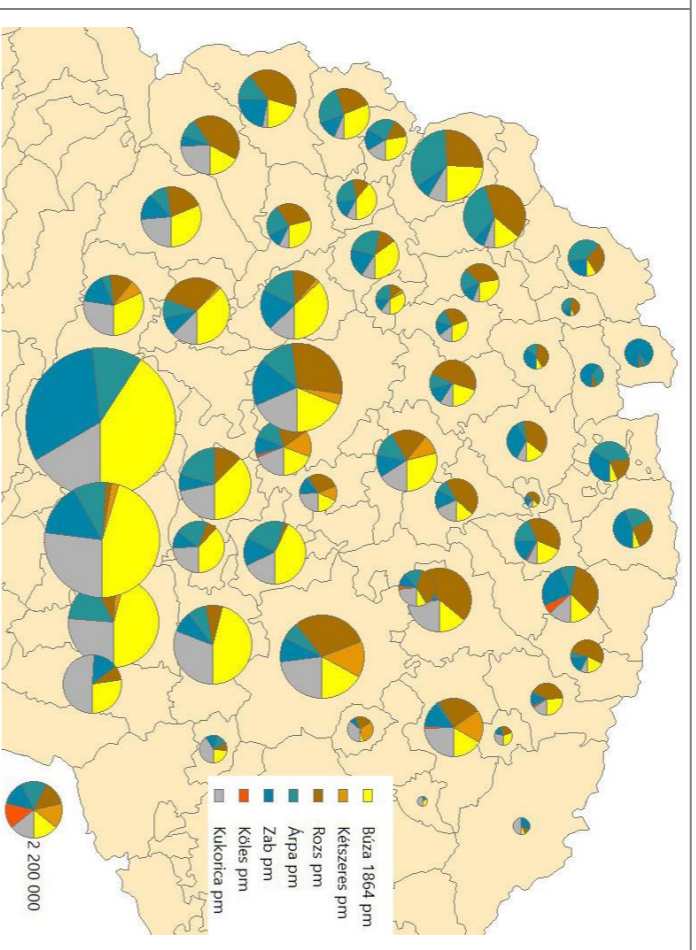 Búza 1864 pm
Kétszeres pm
Rozs pm
Árpa pm
Zab pm
Köles pm
Kukorica pm
2 200 000